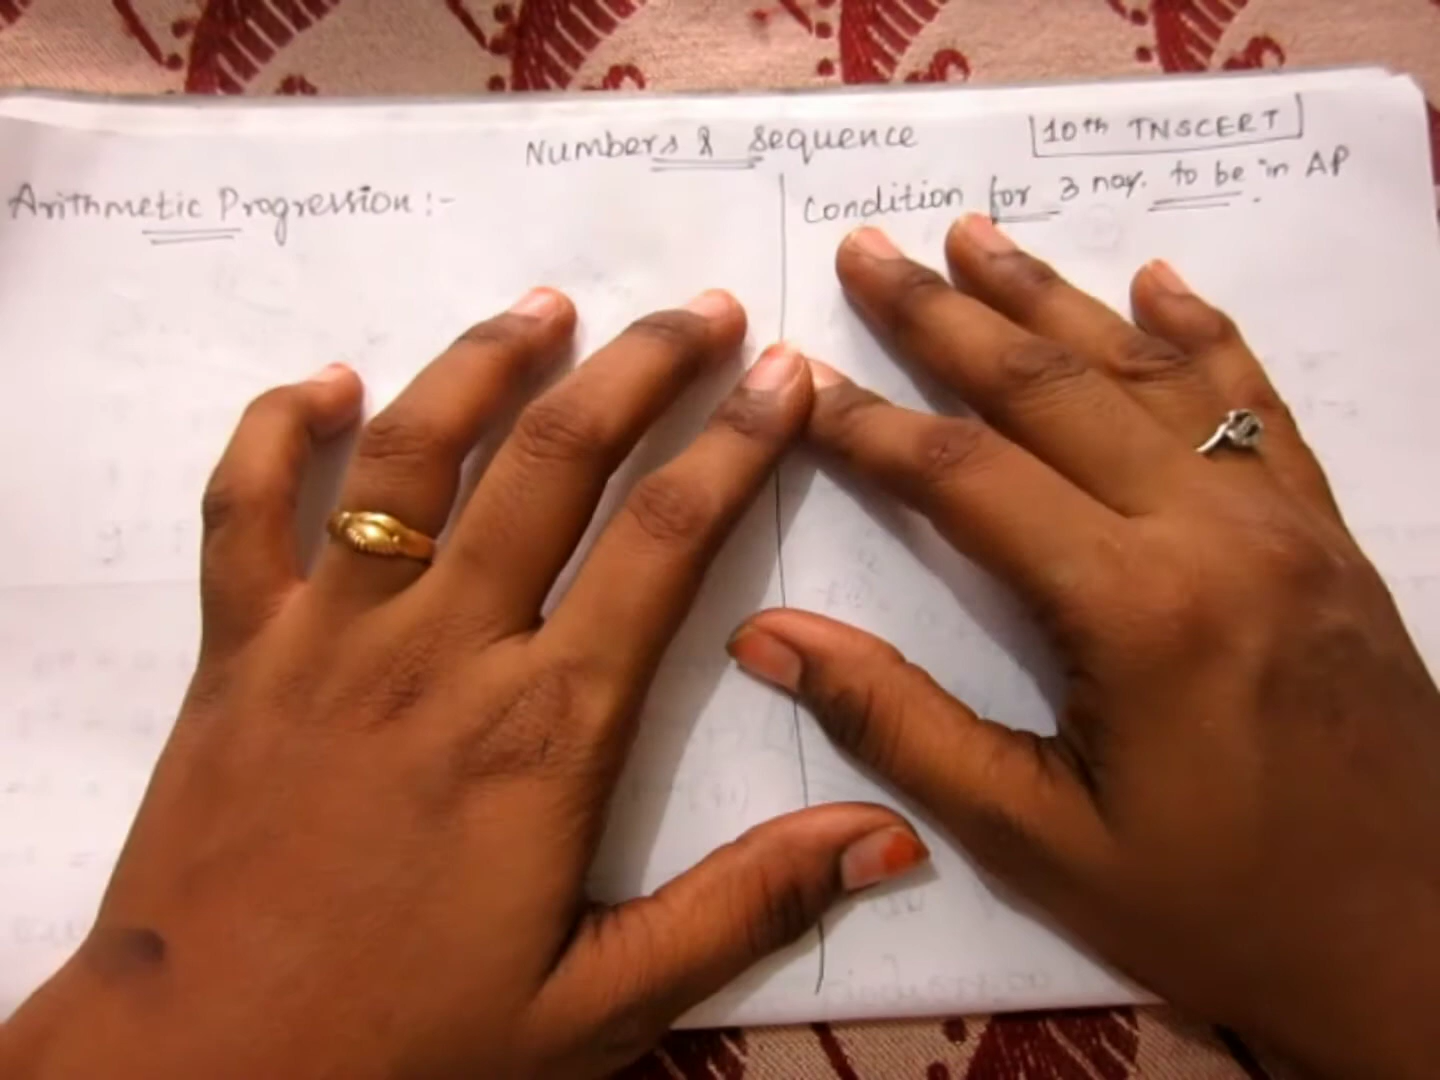 Numbers & Sequence
10th TNSCERT
Arithmetic Progression :-
Condition for 3 nos. to be in AP